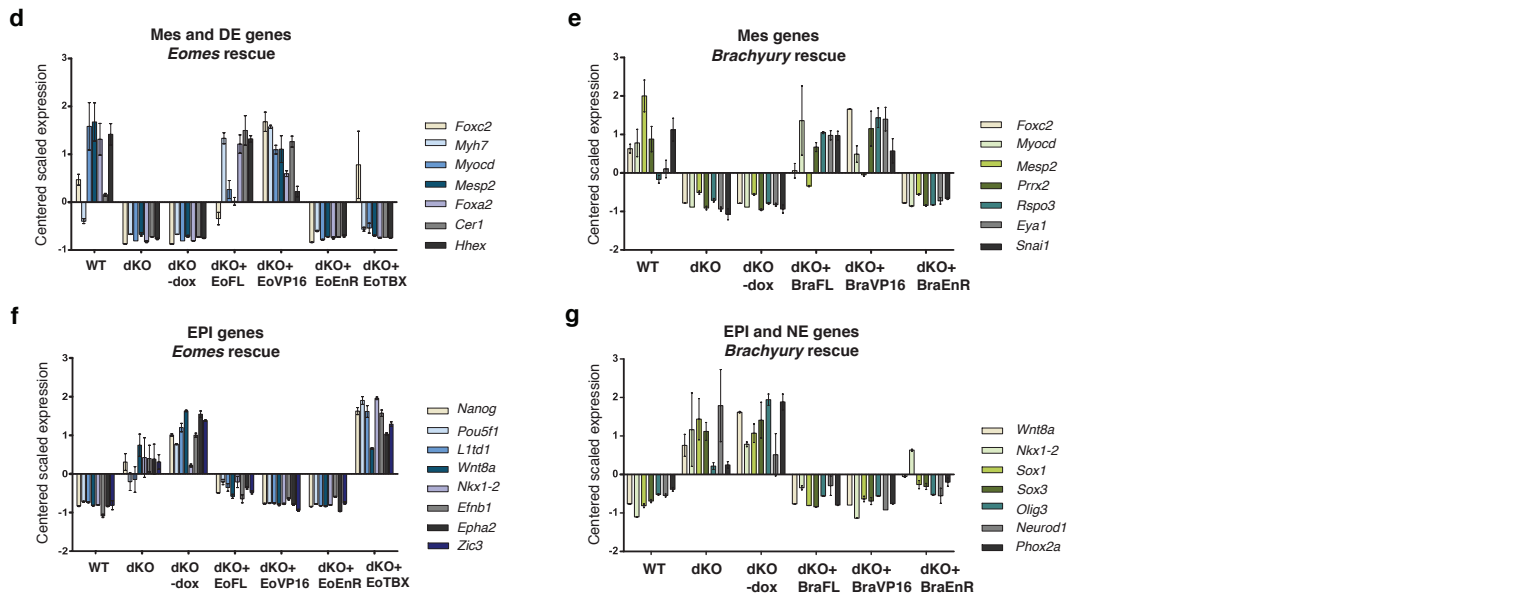 d
Mes and DE genes
Eomes rescue
Centered scaled expression
3
2
1
0
-1
WT
dKO
dKO
-dox
dKO+
EoFL
dKO+
EoVP16
dKO+
EoEnR
dKO+
EoTBX
Foxc2
Myh7
Myocd
Mesp2
Foxa2
Cer1
Hhex
e
Mes genes
Brachyury rescue
Centered scaled expression
3
2
1
0
-1
-2
WT
dKO
dKO
-dox
dKO+
BraFL
dKO+
BraVP16
dKO+
BraEnR
Foxc2
Myocd
Mesp2
Prrx2
Rspo3
Eya1
Snai1
f
EPI genes
Eomes rescue
Centered scaled expression
3
2
1
0
-1
-2
WT
dKO
dKO
-dox
dKO+
EoFL
dKO+
EoVP16
dKO+
EoEnR
dKO+
EoTBX
Nanog
Pou5f1
L1td1
Wnt8a
Nkx1-2
Efnb1
Epha2
Zic3
g
EPI and NE genes
Brachyury rescue
Centered scaled expression
3
2
1
0
-1
-2
WT
dKO
dKO
-dox
dKO+
BraFL
dKO+
BraVP16
dKO+
BraEnR
Wnt8a
Nkx1-2
Sox1
Sox3
Olig3
Neurod1
Phox2a